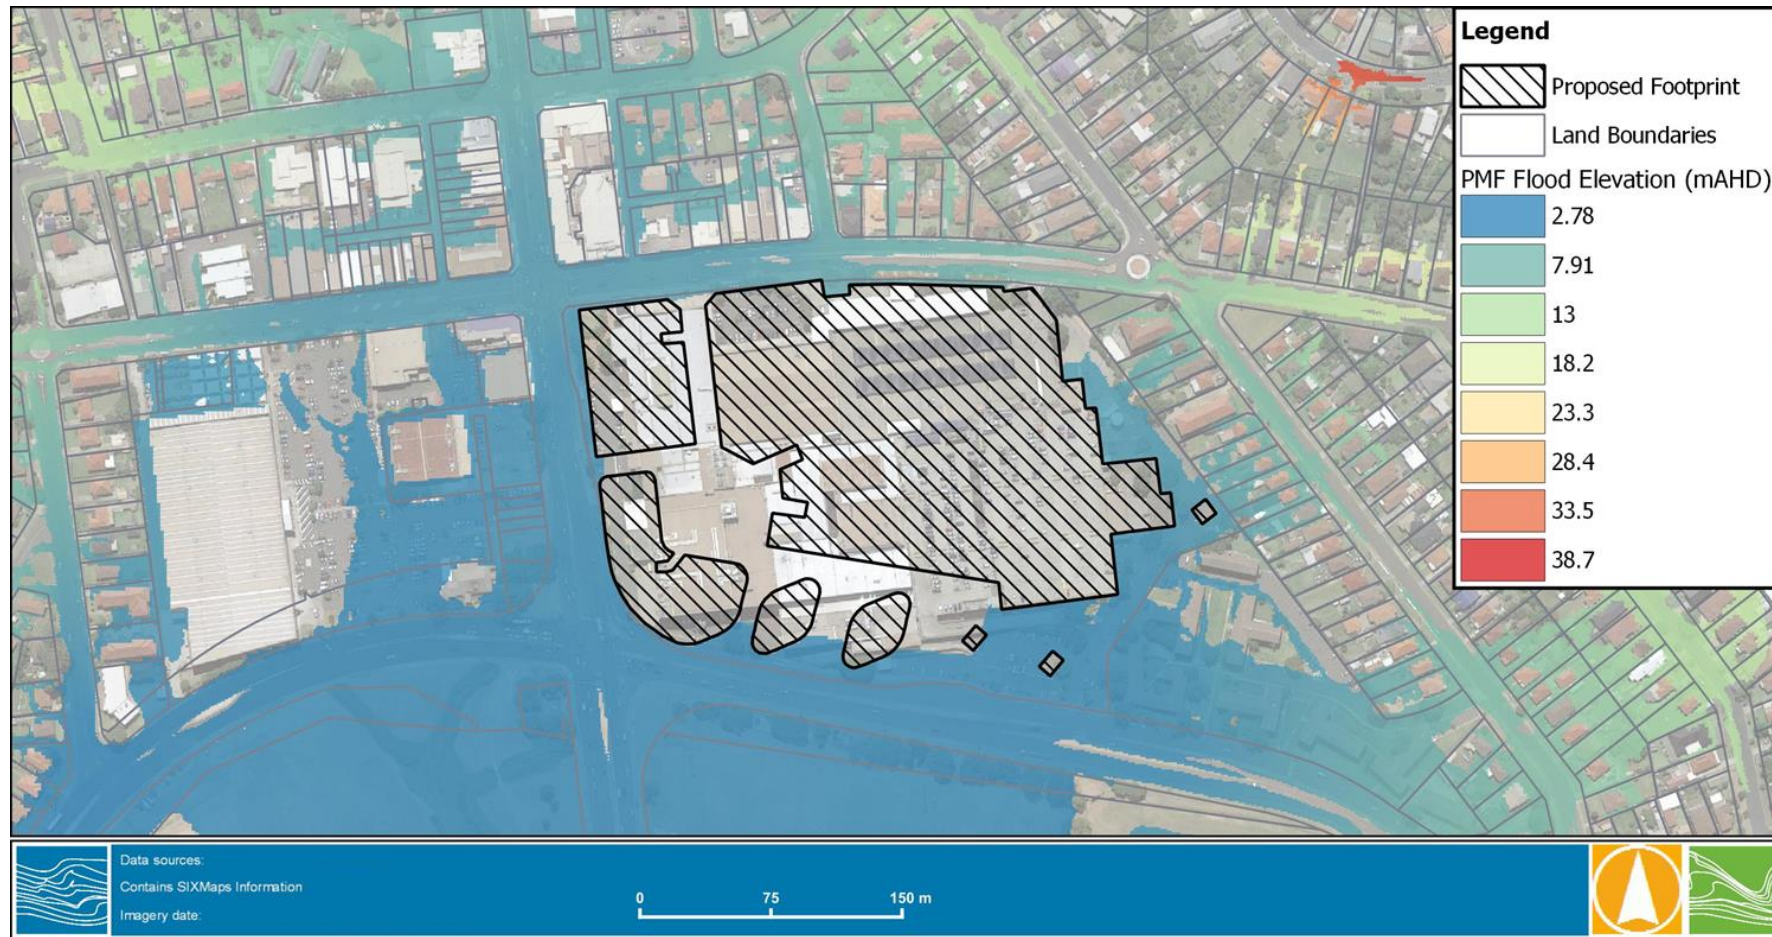 Legend
Proposed Footprint
Land Boundaries
PMF Flood Elevation (mAHD)
2.78
7.91
13
18.2
23.3
28.4
33.5
38.7
Data sources:
Contains SIXMaps Information
Imagery date:
0 75 150 m